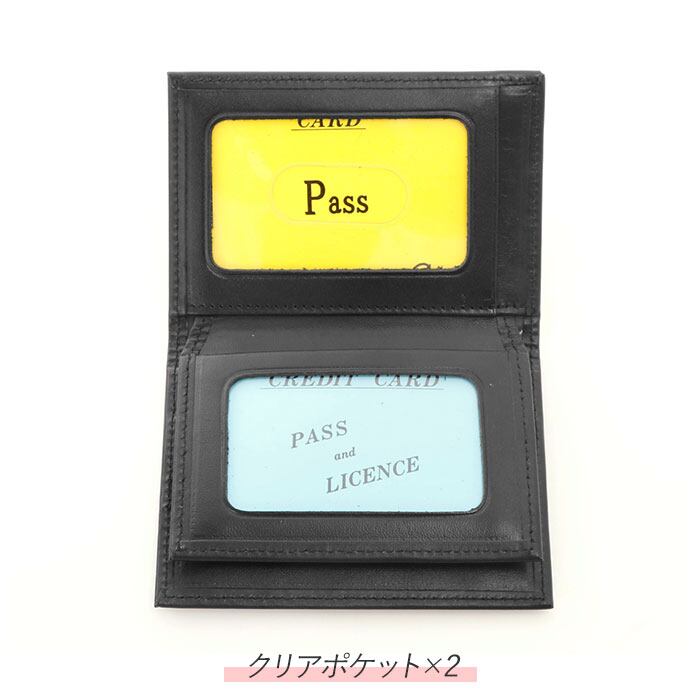 CARD
Pass
CREDIT CARD
PASS
and
LICENCE
クリアポケット×2